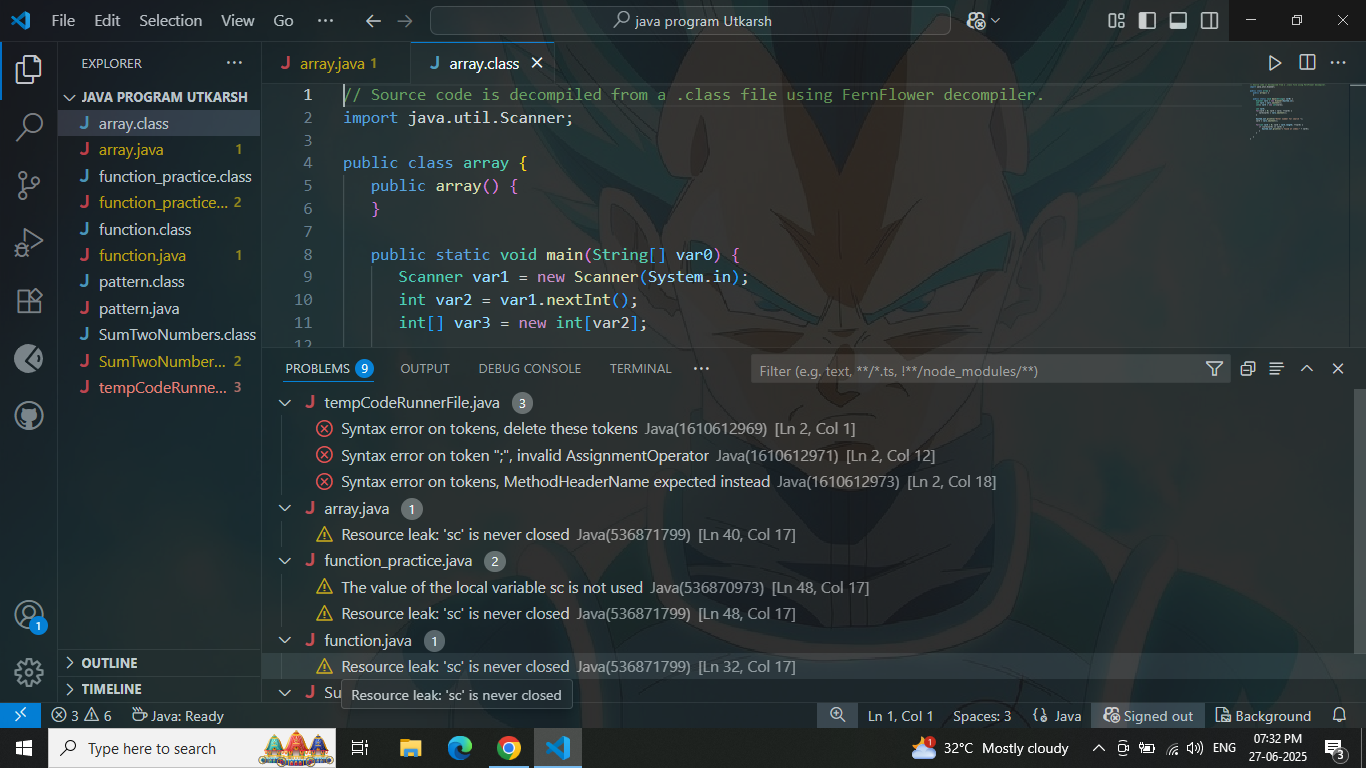 File Edit Selection View Go ··· java program Utkarsh
EXPLORER ···
JAVA PROGRAM UTKARSH
J array.class
J array.java 1
J function_practice.class
J function_practice... 2
J function.class
J function.java 1
J pattern.class
J pattern.java
J SumTwoNumbers.class
J SumTwoNumber... 2
J tempCodeRunne... 3
OUTLINE
TIMELINE
J array.java 1 J array.class
1 // Source code is decompiled from a .class file using FernFlower decompiler.
2 import java.util.Scanner;
3
4 public class array {
5 public array() {
6 }
7
8 public static void main(String[] var0) {
9 Scanner var1 = new Scanner(System.in);
10 int var2 = var1.nextInt();
11 int[] var3 = new int[var2];
12
PROBLEMS 9 OUTPUT DEBUG CONSOLE TERMINAL ··· Filter (e.g. text, **/*.ts, !**/node_modules/**)
J tempCodeRunnerFile.java 3
Syntax error on tokens, delete these tokens Java(1610612969) [Ln 2, Col 1]
Syntax error on token ";", invalid AssignmentOperator Java(1610612971) [Ln 2, Col 12]
Syntax error on tokens, MethodHeaderName expected instead Java(1610612973) [Ln 2, Col 18]
J array.java 1
Resource leak: 'sc' is never closed Java(536871799) [Ln 40, Col 17]
J function_practice.java 2
The value of the local variable sc is not used Java(536870973) [Ln 48, Col 17]
Resource leak: 'sc' is never closed Java(536871799) [Ln 48, Col 17]
J function.java 1
Resource leak: 'sc' is never closed Java(536871799) [Ln 32, Col 17]
J Su
Resource leak: 'sc' is never closed
1
3 6 Java: Ready Ln 1, Col 1 Spaces: 3 Java Signed out Background
Type here to search 1 32°C Mostly cloudy ENG 07:32 PM
27-06-2025 3